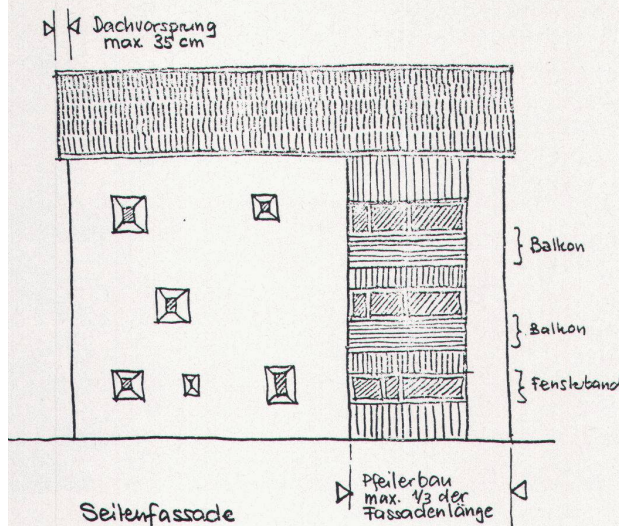 Dachvorsprung
max. 35 cm
Balkon
Balkon
Fensterband
Pfeilerbau
max. 1/3 der
Fassadenlänge
Seitenfassade